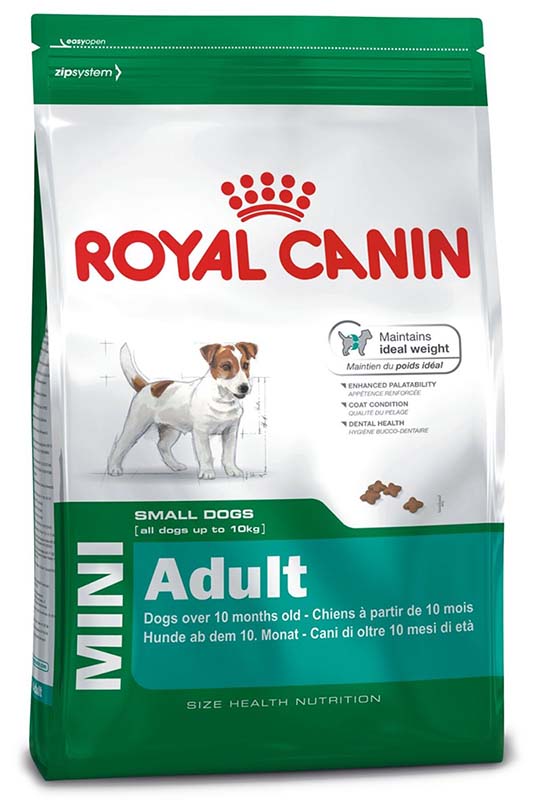 easyopen
zipsystem
ROYAL CANIN
Maintains
ideal weight
Maintien du poids idéal
ENHANCED PALATABILITY
APPÉTENCE RENFORCÉE
COAT CONDITION
QUALITÉ DU PELAGE
DENTAL HEALTH
HYGIÈNE BUCCO-DENTAIRE
SMALL DOGS
[all dogs up to 10kg]
MINI
Adult
Dogs over 10 months old - Chiens à partir de 10 mois
Hunde ab dem 10. Monat - Cani di oltre 10 mesi di età
SIZE HEALTH NUTRITION
Adult